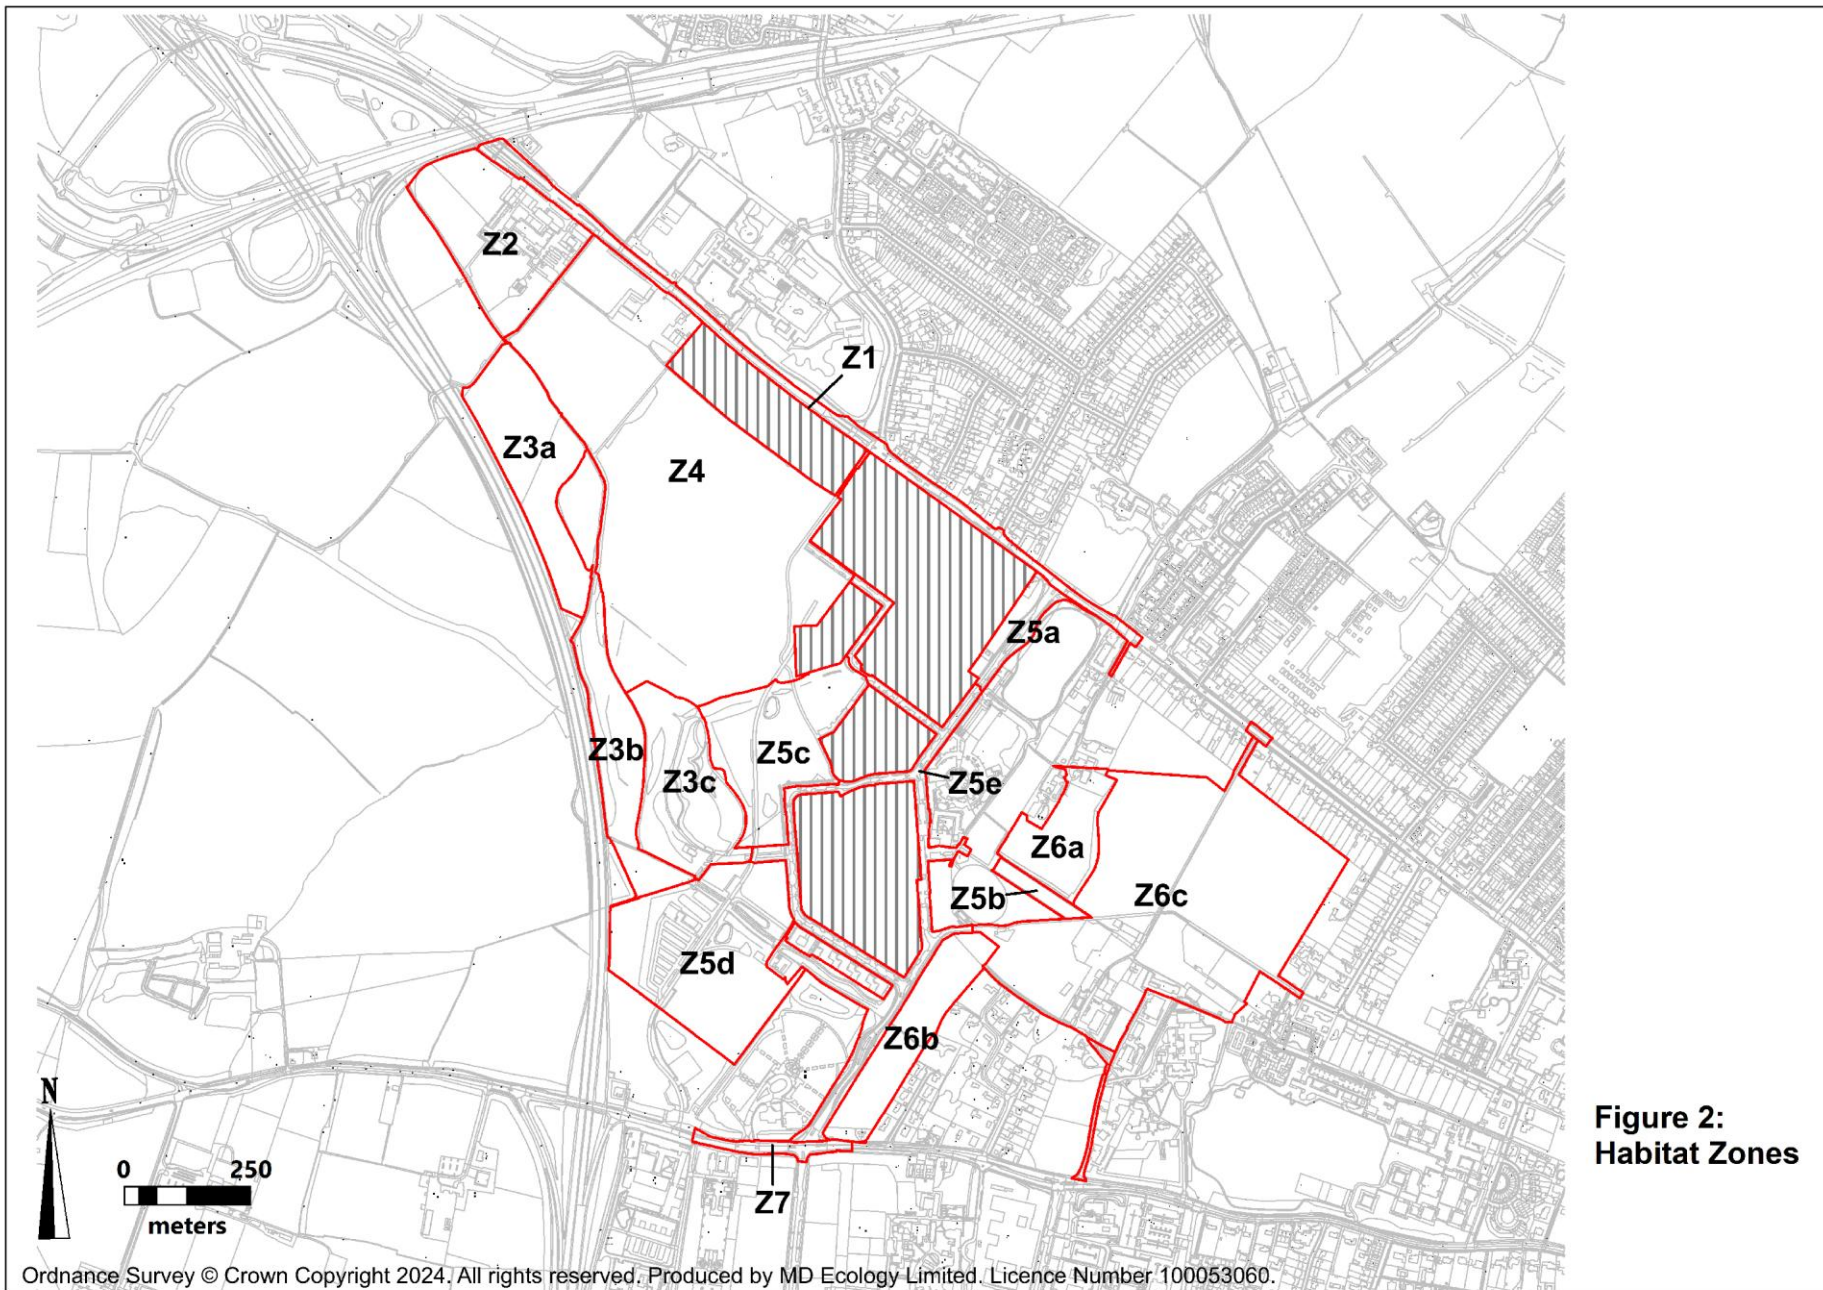 Z2
Z1
Z3a
Z4
Z5a
Z3b
Z5c
Z3c
Z5e
Z6a
Z5b
Z6c
Z5d
Z6b
Z7
N
0 250
meters
Figure 2:
Habitat Zones
Ordnance Survey © Crown Copyright 2024. All rights reserved. Produced by MD Ecology Limited. Licence Number 100053060.